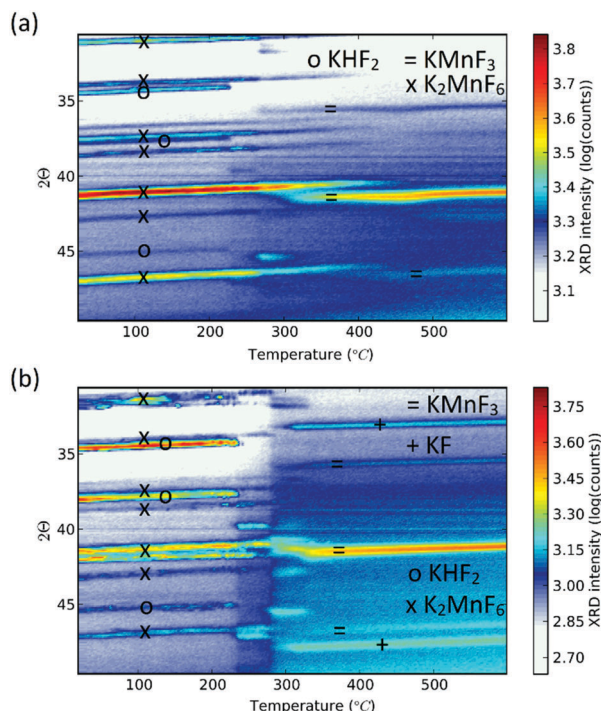 (a)
o KHF₂ = KMnF₃
x K₂MnF₆
x
x
o
x
o
x
=
x
=
x
o
x
=
35
40
45
2Θ
100 200 300 400 500
Temperature (°C)
3.8
3.7
3.6
3.5
3.4
3.3
3.2
3.1
XRD intensity (log(counts))
(b)
= KMnF₃
+ KF
o KHF₂
x K₂MnF₆
x
+
x
o
=
x
o
x
x
=
x
o
x
=
+
35
40
45
2Θ
100 200 300 400 500
Temperature (°C)
3.75
3.60
3.45
3.30
3.15
3.00
2.85
2.70
XRD intensity (log(counts))